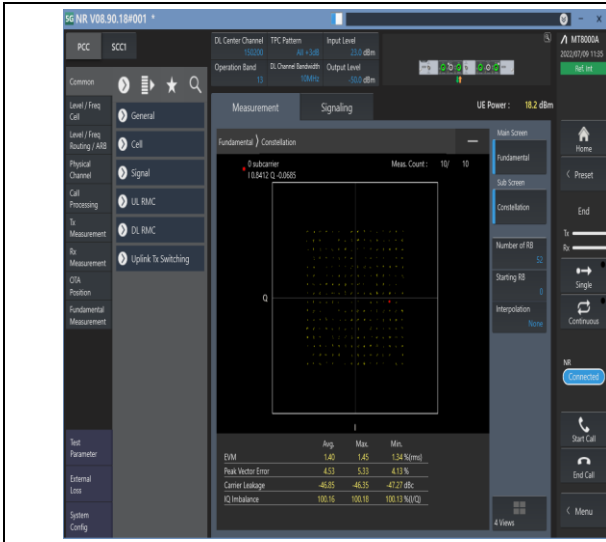 5G NR V08.90.18#001 *
PCC
SCC1
DL Center Channel
150200
TPC Pattern
All +3dB
Input Level
23.0 dBm
Operation Band
13
DL Channel Bandwidth
10MHz
Output Level
-50.0 dBm
MT8000A
2022/07/09 11:05
Ref. Int
Common
Level / Freq
Cell
Level / Freq
Routing / ARB
Physical
Channel
Call
Processing
Tx
Measurement
Rx
Measurement
OTA
Position
Fundamental
Measurement
Test
Parameter
External
Loss
System
Config
General
Cell
Signal
UL RMC
DL RMC
Uplink Tx Switching
Measurement
Signaling
UE Power : 18.2 dBm
Fundamental ⟩ Constellation
0 subcarrier
I 0.8412 Q -0.0685
Meas. Count : 10/ 10
Q
I
Avg. Max. Min.
EVM 1.40 1.45 1.34 %(rms)
Peak Vector Error 4.53 5.33 4.13 %
Carrier Leakage -46.85 -46.35 -47.27 dBc
IQ Imbalance 100.16 100.18 100.13 %(I/Q)
Main Screen
Fundamental
Sub Screen
Constellation
Number of RB
52
Starting RB
0
Interpolation
None
4 Views
Home
Preset
End
Tx
Rx
Single
Continuous
NR
Connected
Start Call
End Call
Menu